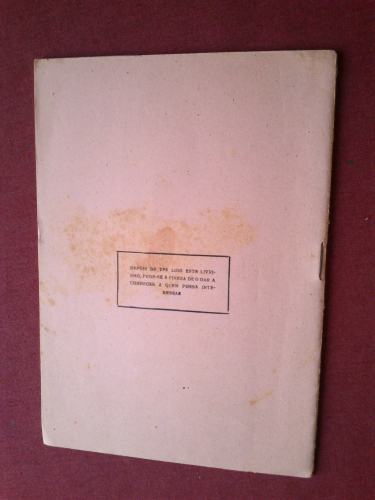 DEPOIS DE TER LIDO ESTE LIVRI-
NHO, PEDE-SE A FINEZA DE O DAR A
CONHECER A QUEM POSSA INTE-
RESSAR